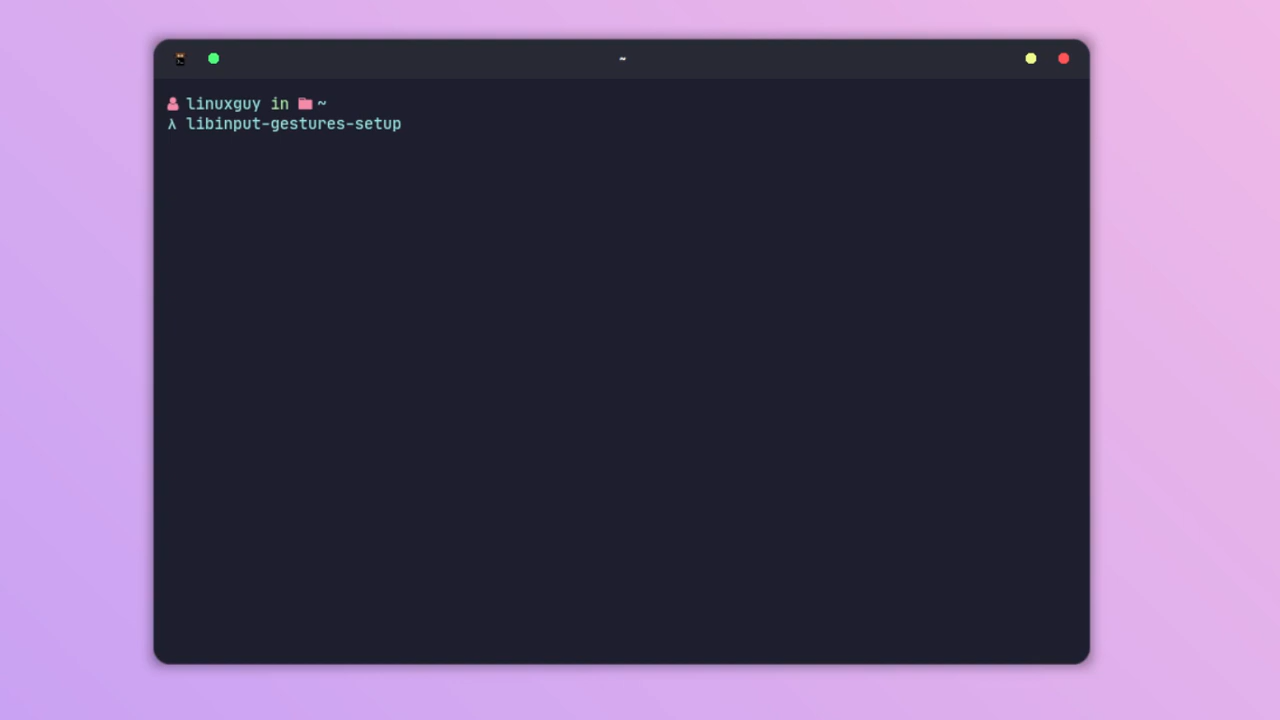 ~
linuxguy in ~
λ libinput-gestures-setup